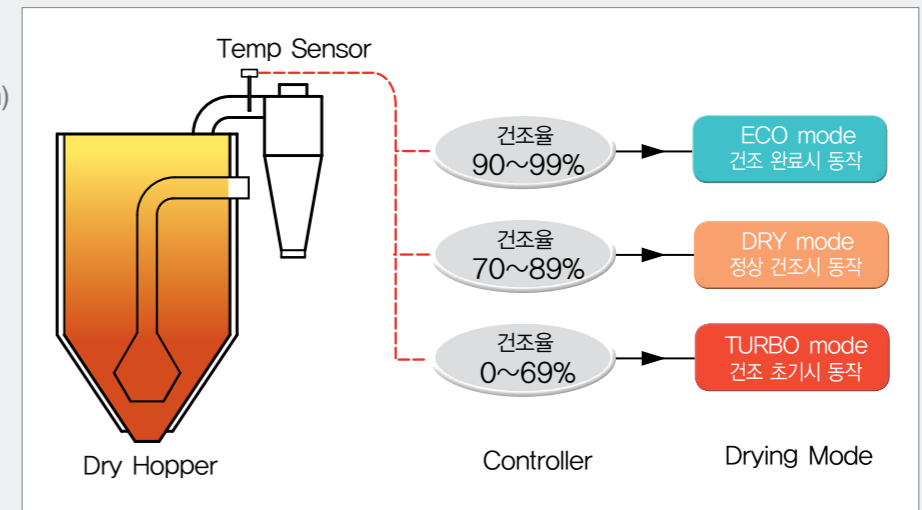 Temp Sensor
)
건조율
90~99%
ECO mode
건조 완료시 동작
건조율
70~89%
DRY mode
정상 건조시 동작
건조율
0~69%
TURBO mode
건조 초기시 동작
Dry Hopper
Controller
Drying Mode